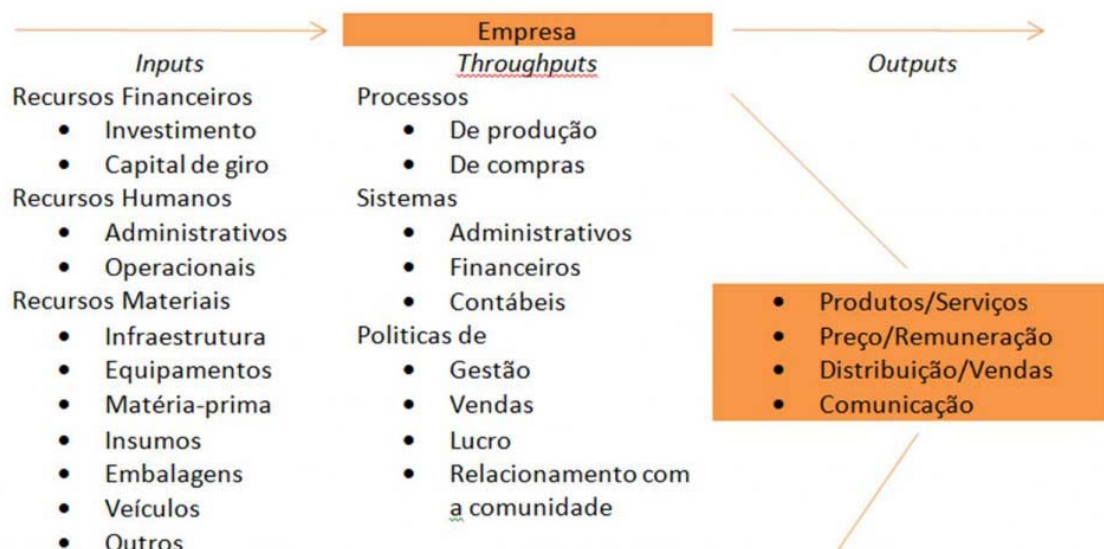 Empresa
Inputs
Throughputs
Outputs
Recursos Financeiros
• Investimento
• Capital de giro
Recursos Humanos
• Administrativos
• Operacionais
Recursos Materiais
• Infraestrutura
• Equipamentos
• Matéria-prima
• Insumos
• Embalagens
• Veículos
• Outros
Processos
• De produção
• De compras
Sistemas
• Administrativos
• Financeiros
• Contábeis
Politicas de
• Gestão
• Vendas
• Lucro
• Relacionamento com
a comunidade
• Produtos/Serviços
• Preço/Remuneração
• Distribuição/Vendas
• Comunicação